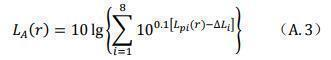 L_A(r) = 10 lg{∑_{i=1}^{8} 10^{0.1[L_{pi}(r)−ΔL_i]}} (A.3)